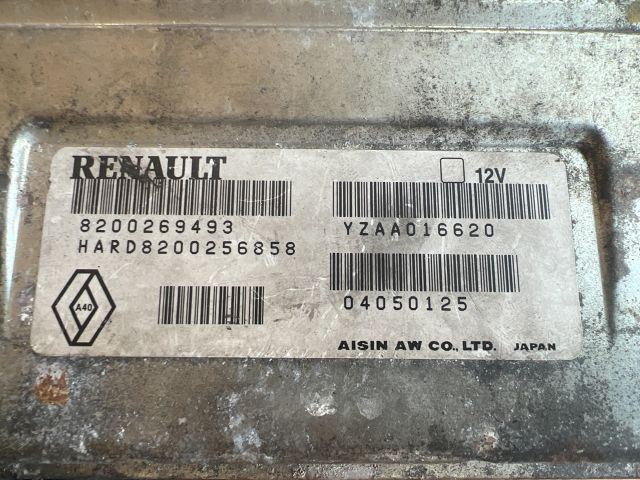 RENAULT
12V
8200269493
HARD8200256858
YZAA016620
04050125
A40
AISIN AW CO., LTD. JAPAN